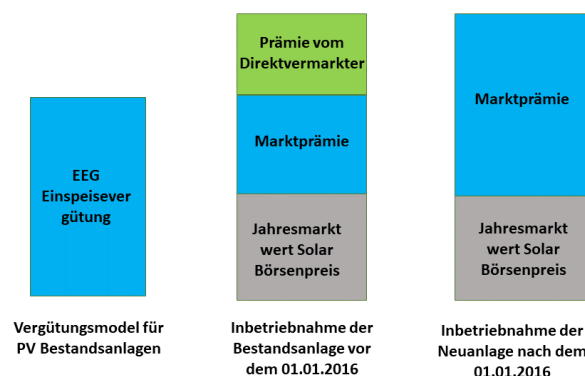 EEG
Einspeisever
gütung
Vergütungsmodel für
PV Bestandsanlagen
Prämie vom
Direktvermarkter
Marktprämie
Jahresmarkt
wert Solar
Börsenpreis
Inbetriebnahme der
Bestandsanlage vor
dem 01.01.2016
Marktprämie
Jahresmarkt
wert Solar
Börsenpreis
Inbetriebnahme der
Neuanlage nach dem
01.01.2016